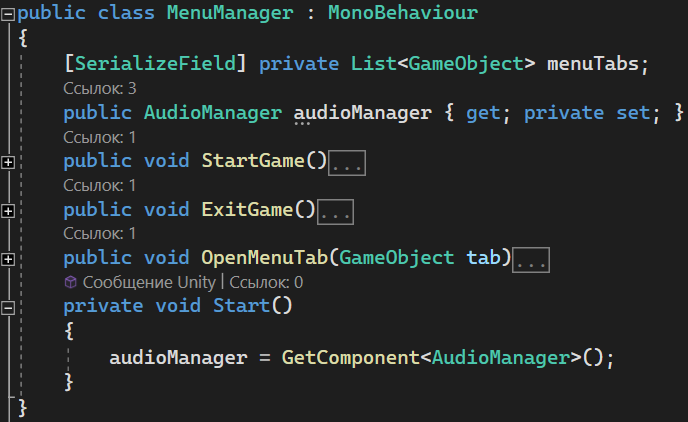 public class MenuManager : MonoBehaviour
{
[SerializeField] private List<GameObject> menuTabs;
Ссылок: 3
public AudioManager audioManager { get; private set; }
Ссылок: 1
public void StartGame()...
Ссылок: 1
public void ExitGame()...
Ссылок: 1
public void OpenMenuTab(GameObject tab)...
Сообщение Unity | Ссылок: 0
private void Start()
{
audioManager = GetComponent<AudioManager>();
}
}